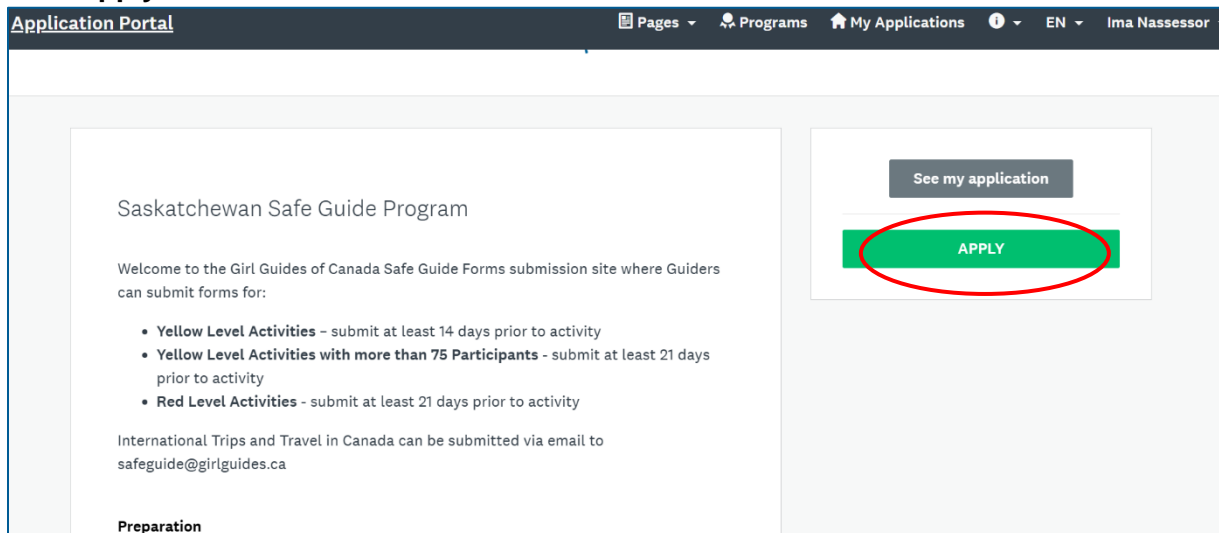 Application Portal
Pages
Programs
My Applications
EN
Ima Nassessor
See my application
APPLY
Saskatchewan Safe Guide Program
Welcome to the Girl Guides of Canada Safe Guide Forms submission site where Guiders
can submit forms for:
• Yellow Level Activities – submit at least 14 days prior to activity
• Yellow Level Activities with more than 75 Participants - submit at least 21 days
prior to activity
• Red Level Activities - submit at least 21 days prior to activity
International Trips and Travel in Canada can be submitted via email to
safeguide@girlguides.ca
Preparation